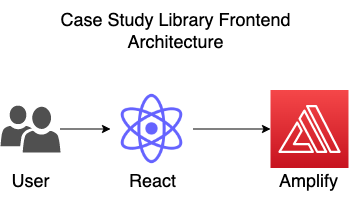 Case Study Library Frontend
Architecture
User
React
Amplify